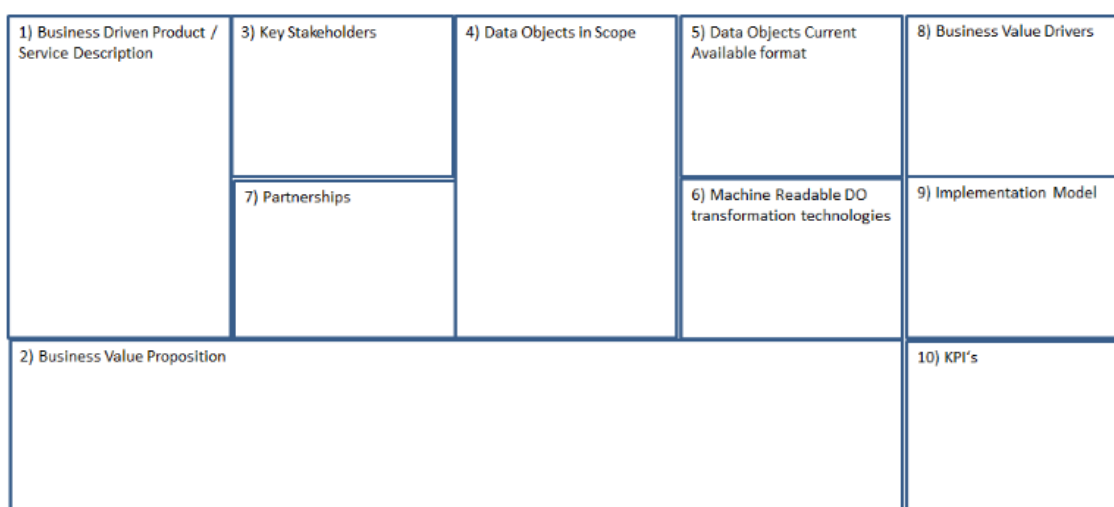 1) Business Driven Product /
Service Description
3) Key Stakeholders
4) Data Objects in Scope
5) Data Objects Current
Available format
8) Business Value Drivers
7) Partnerships
6) Machine Readable DO
transformation technologies
9) Implementation Model
2) Business Value Proposition
10) KPI‘s